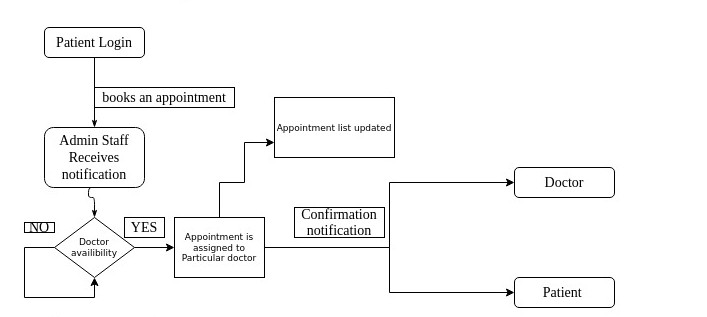 Patient Login
books an appointment
Appointment list updated
Admin Staff
Receives
notification
Doctor
Confirmation
notification
NO
YES
Doctor
availibility
Appointment is
assigned to
Particular doctor
Patient